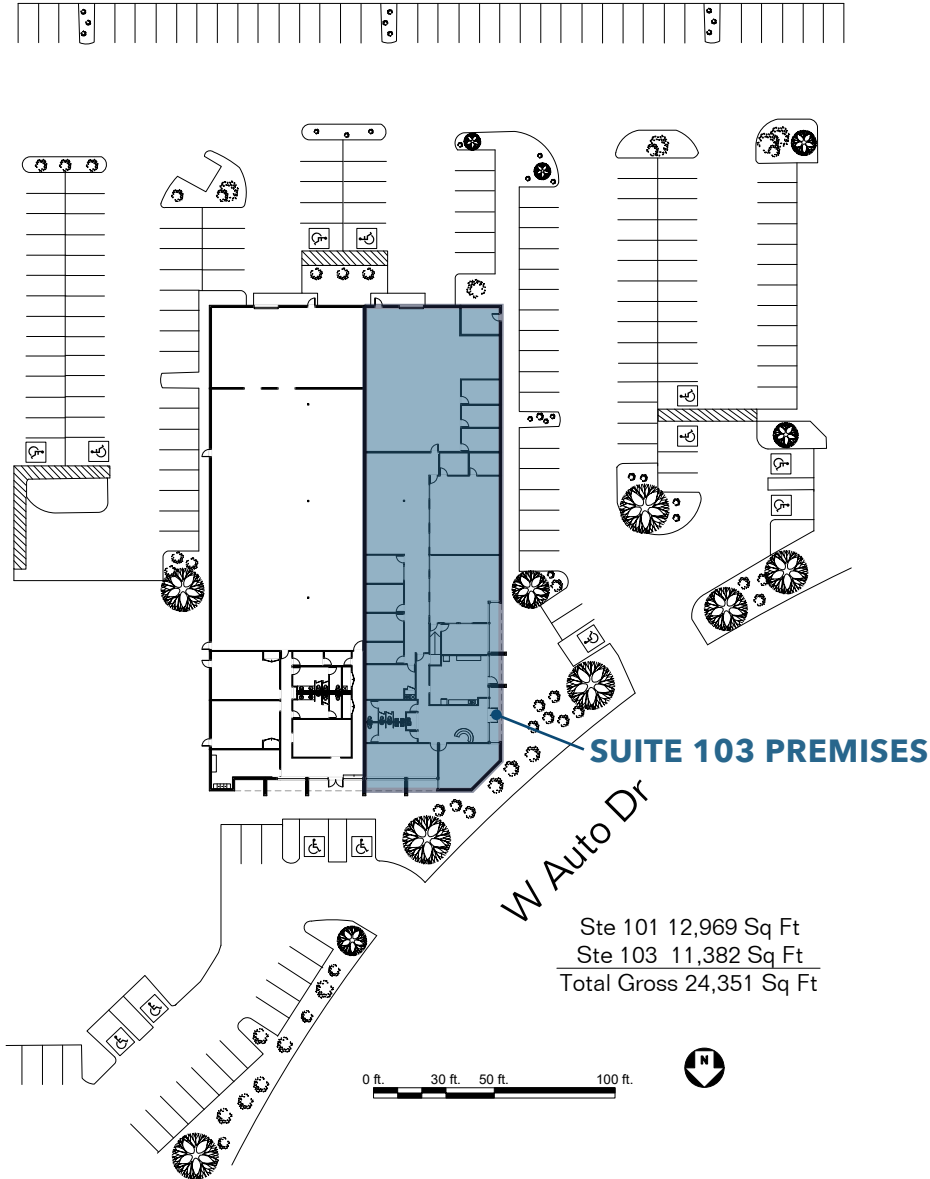 SUITE 103 PREMISES
W Auto Dr
Ste 101 12,969 Sq Ft
Ste 103 11,382 Sq Ft
Total Gross 24,351 Sq Ft
0 ft. 30 ft. 50 ft. 100 ft.
N